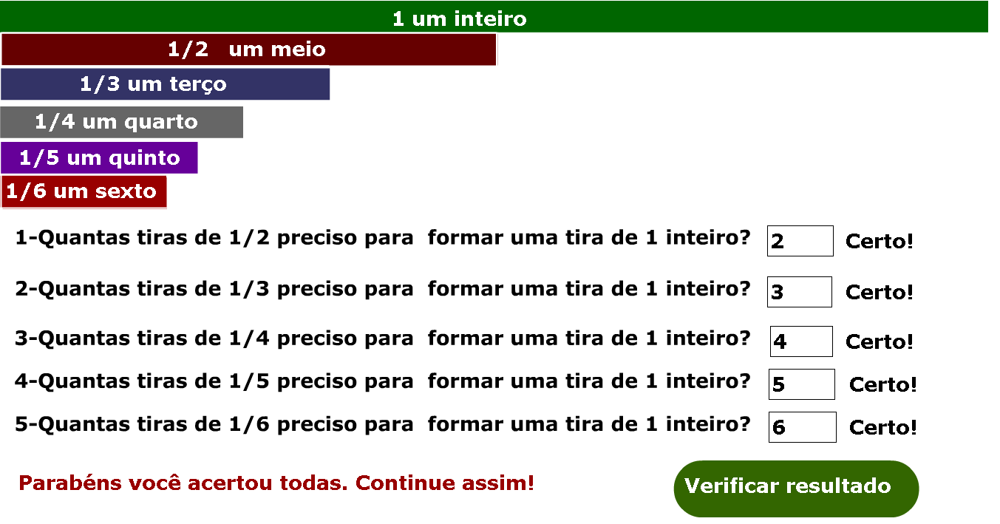 1 um inteiro
1/2 um meio
1/3 um terço
1/4 um quarto
1/5 um quinto
1/6 um sexto
1-Quantas tiras de 1/2 preciso para formar uma tira de 1 inteiro? 2 Certo!
2-Quantas tiras de 1/3 preciso para formar uma tira de 1 inteiro? 3 Certo!
3-Quantas tiras de 1/4 preciso para formar uma tira de 1 inteiro? 4 Certo!
4-Quantas tiras de 1/5 preciso para formar uma tira de 1 inteiro? 5 Certo!
5-Quantas tiras de 1/6 preciso para formar uma tira de 1 inteiro? 6 Certo!
Parabéns você acertou todas. Continue assim! Verificar resultado